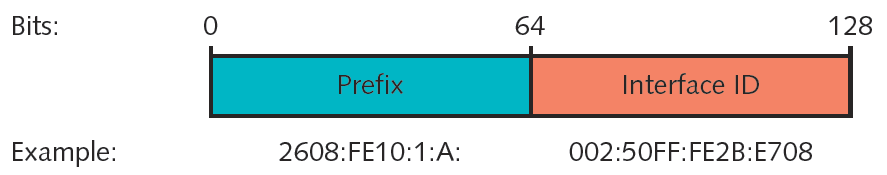 Bits: 0 64 128
Prefix Interface ID
Example: 2608:FE10:1:A: 002:50FF:FE2B:E708